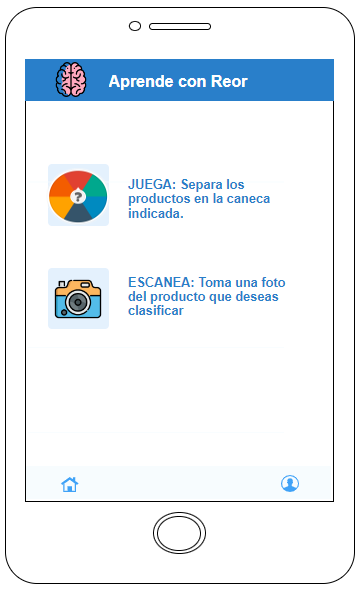 Aprende con Reor
JUEGA: Separa los
productos en la caneca
indicada.
?
ESCANEA: Toma una foto
del producto que deseas
clasificar